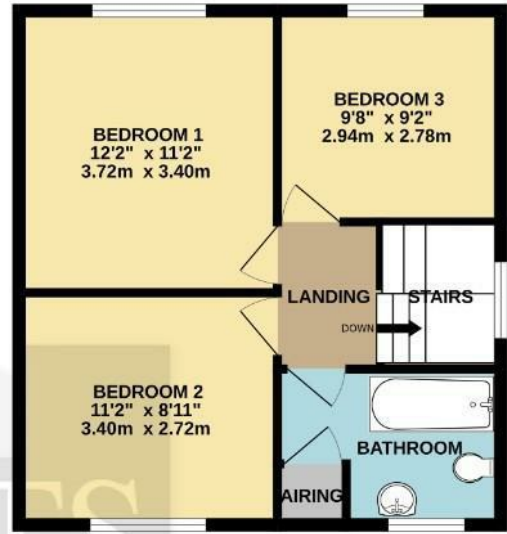 BEDROOM 1
12'2" x 11'2"
3.72m x 3.40m
BEDROOM 3
9'8" x 9'2"
2.94m x 2.78m
LANDING
STAIRS
DOWN
BEDROOM 2
11'2" x 8'11"
3.40m x 2.72m
BATHROOM
AIRING